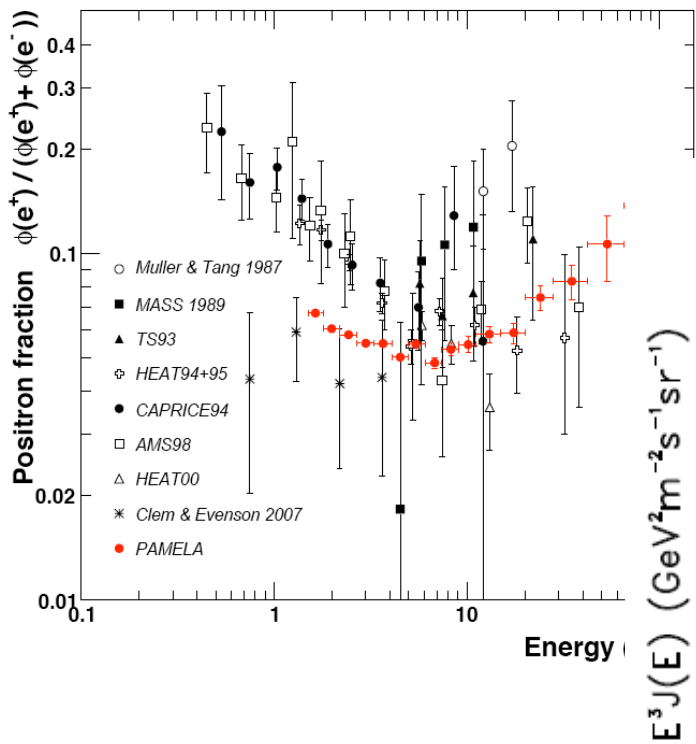 Positron fraction   φ(e⁺) / (φ(e⁺)+ φ(e⁻))
0.4
0.3
0.2
0.1
0.02
0.01
Muller & Tang 1987
MASS 1989
TS93
HEAT94+95
CAPRICE94
AMS98
HEAT00
Clem & Evenson 2007
PAMELA
0.1
1
10
Energy (
E³J(E) (GeV²m⁻²s⁻¹sr⁻¹)